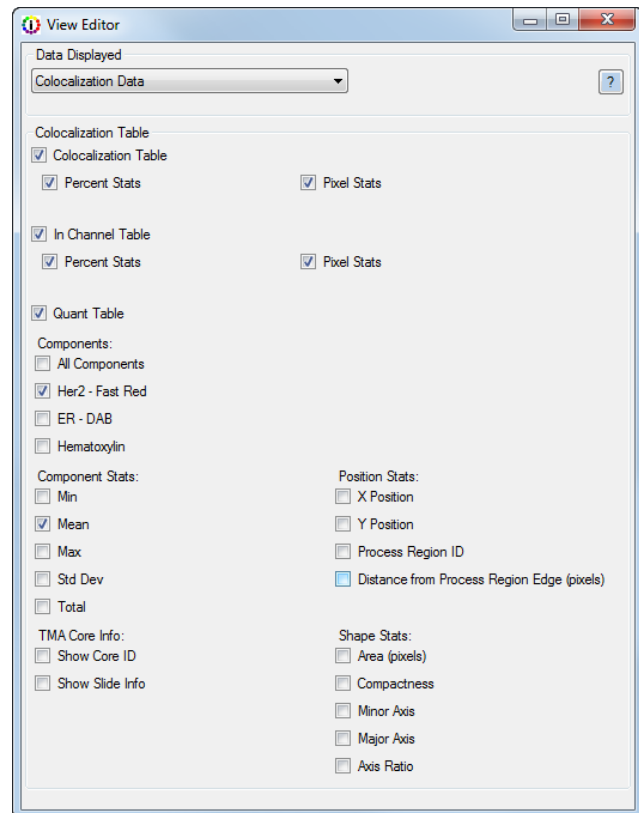 View Editor
Data Displayed
Colocalization Data
?
Colocalization Table
Colocalization Table
Percent Stats Pixel Stats
In Channel Table
Percent Stats Pixel Stats
Quant Table
Components:
All Components
Her2 - Fast Red
ER - DAB
Hematoxylin
Component Stats: Position Stats:
Min X Position
Mean Y Position
Max Process Region ID
Std Dev Distance from Process Region Edge (pixels)
Total
TMA Core Info: Shape Stats:
Show Core ID Area (pixels)
Show Slide Info Compactness
Minor Axis
Major Axis
Axis Ratio